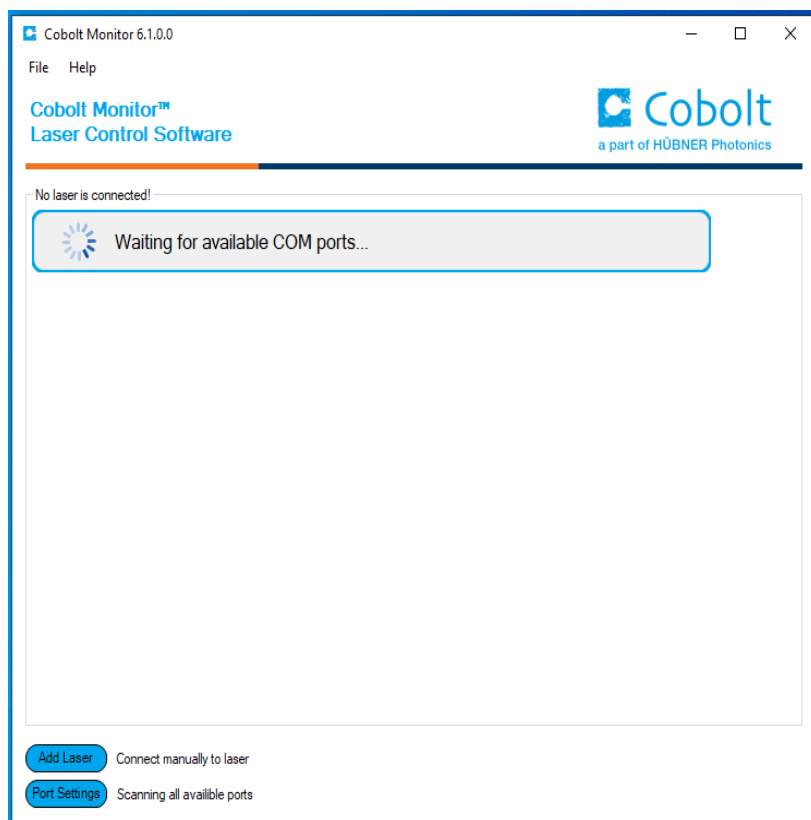 Cobolt Monitor 6.1.0.0
File Help
Cobolt Monitor™
Laser Control Software
Cobolt
a part of HÜBNER Photonics
No laser is connected!
Waiting for available COM ports...
Add Laser Connect manually to laser
Port Settings Scanning all availible ports